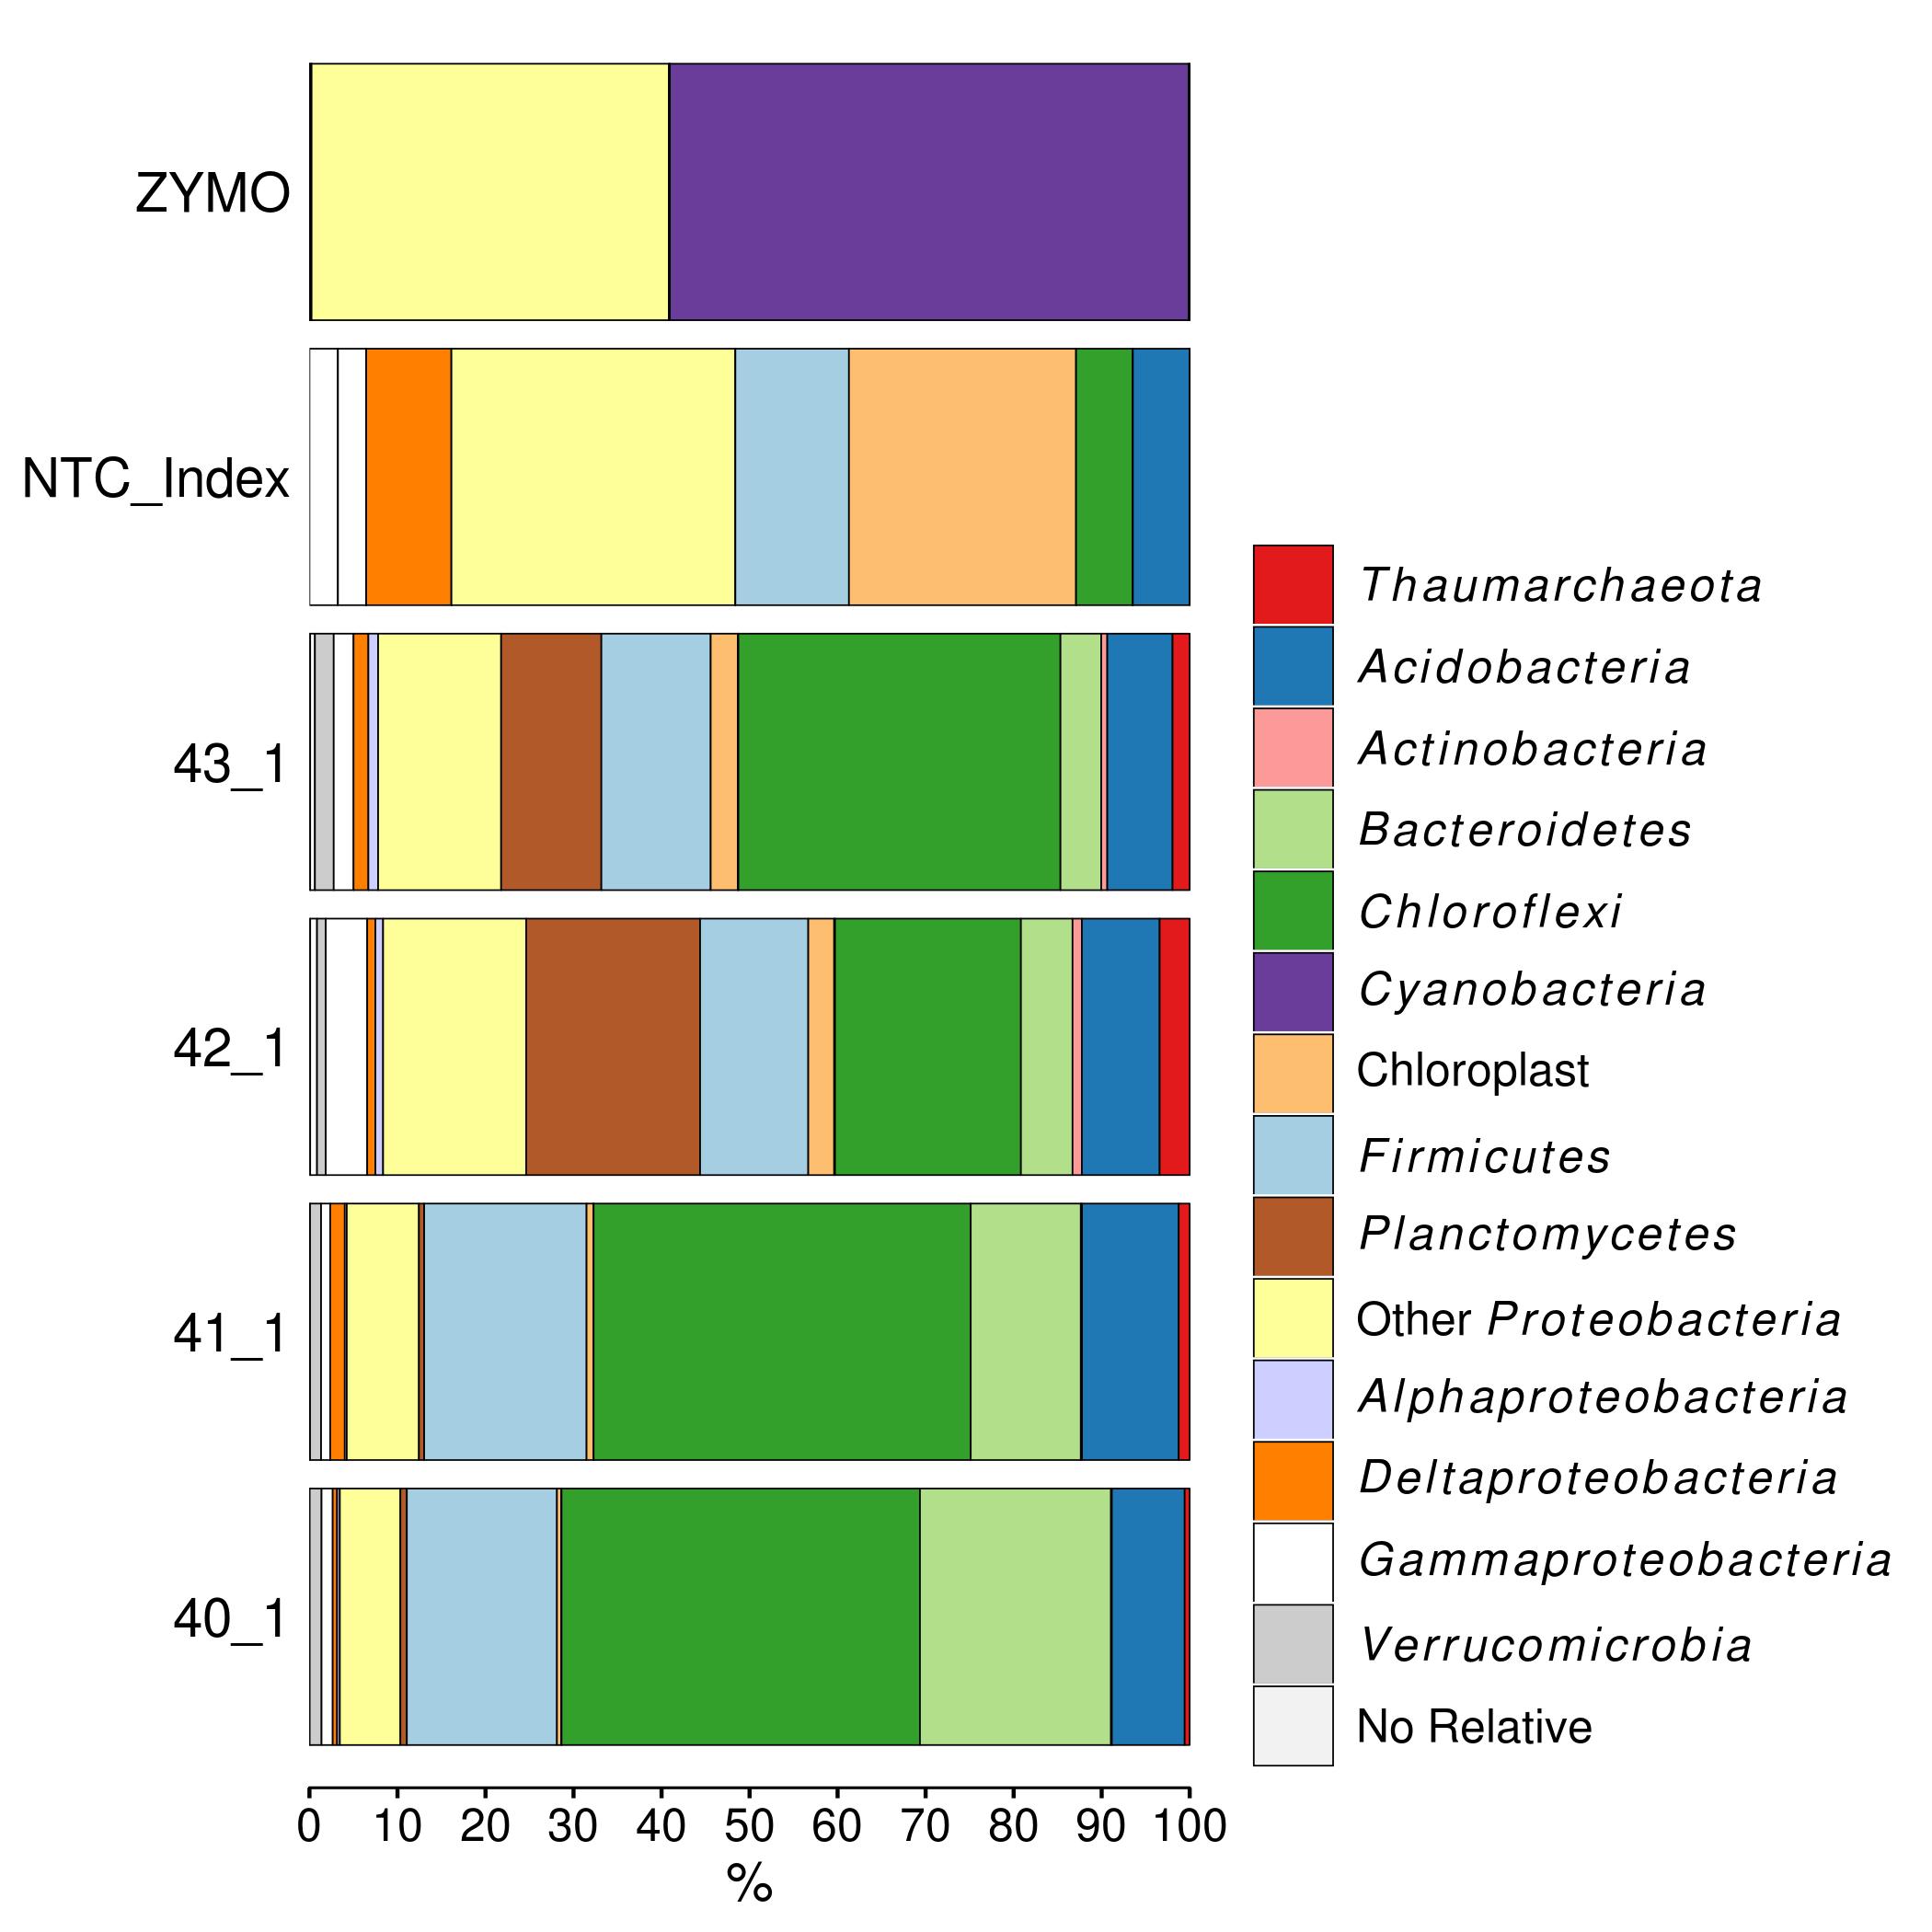 ZYMO
NTC_Index
43_1
42_1
41_1
40_1
0 10 20 30 40 50 60 70 80 90 100
%
Thaumarchaeota
Acidobacteria
Actinobacteria
Bacteroidetes
Chloroflexi
Cyanobacteria
Chloroplast
Firmicutes
Planctomycetes
Other Proteobacteria
Alphaproteobacteria
Deltaproteobacteria
Gammaproteobacteria
Verrucomicrobia
No Relative